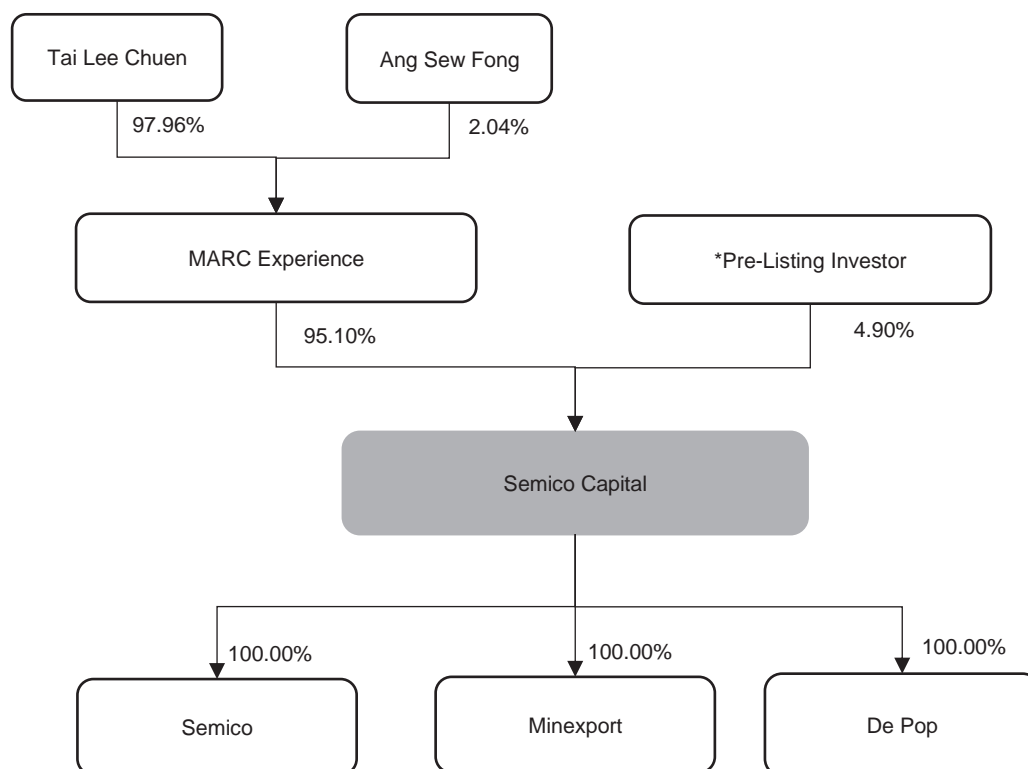 Tai Lee Chuen
Ang Sew Fong
97.96%
2.04%
MARC Experience
*Pre-Listing Investor
95.10%
4.90%
Semico Capital
100.00%
100.00%
100.00%
Semico
Minexport
De Pop